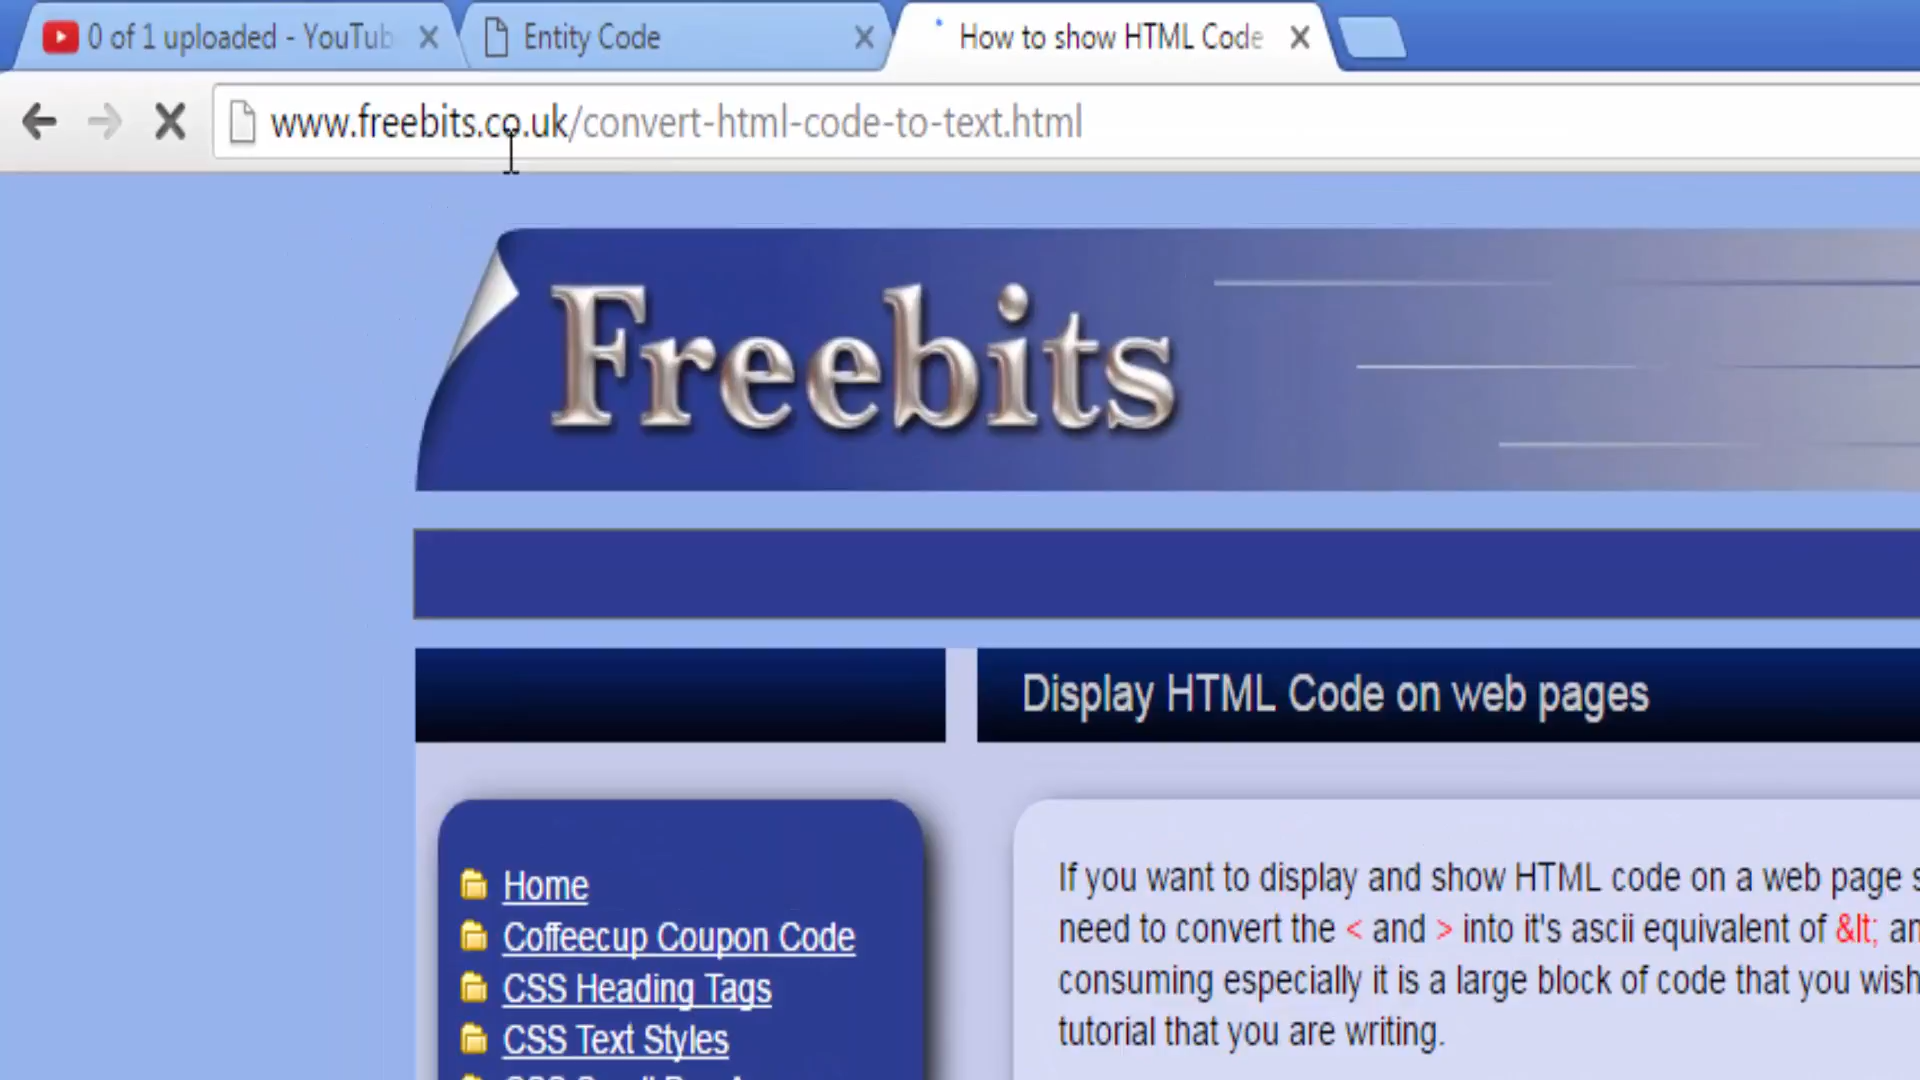 0 of 1 uploaded - YouTub
Entity Code
How to show HTML Code
www.freebits.co.uk/convert-html-code-to-text.html
Freebits
Display HTML Code on web pages
Home
Coffeecup Coupon Code
CSS Heading Tags
CSS Text Styles
If you want to display and show HTML code on a web page s
need to convert the < and > into it's ascii equivalent of &lt; an
consuming especially it is a large block of code that you wish
tutorial that you are writing.